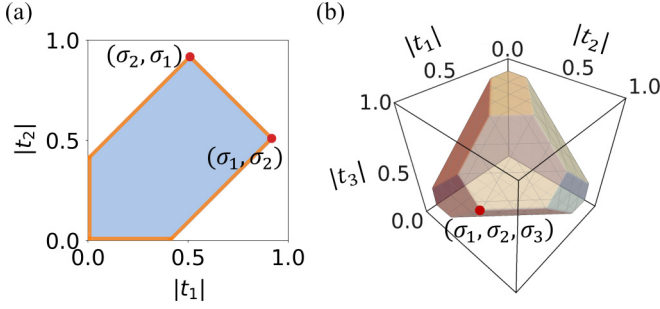 (a)
1.0
(σ₂, σ₁)
|t₂|
0.5
(σ₁, σ₂)
0.0
0.0 0.5 1.0
|t₁|
(b)
|t₁| 0.0 |t₂|
0.5 0.5
1.0 1.0
|t₃| 0.5
0.0
(σ₁, σ₂, σ₃)